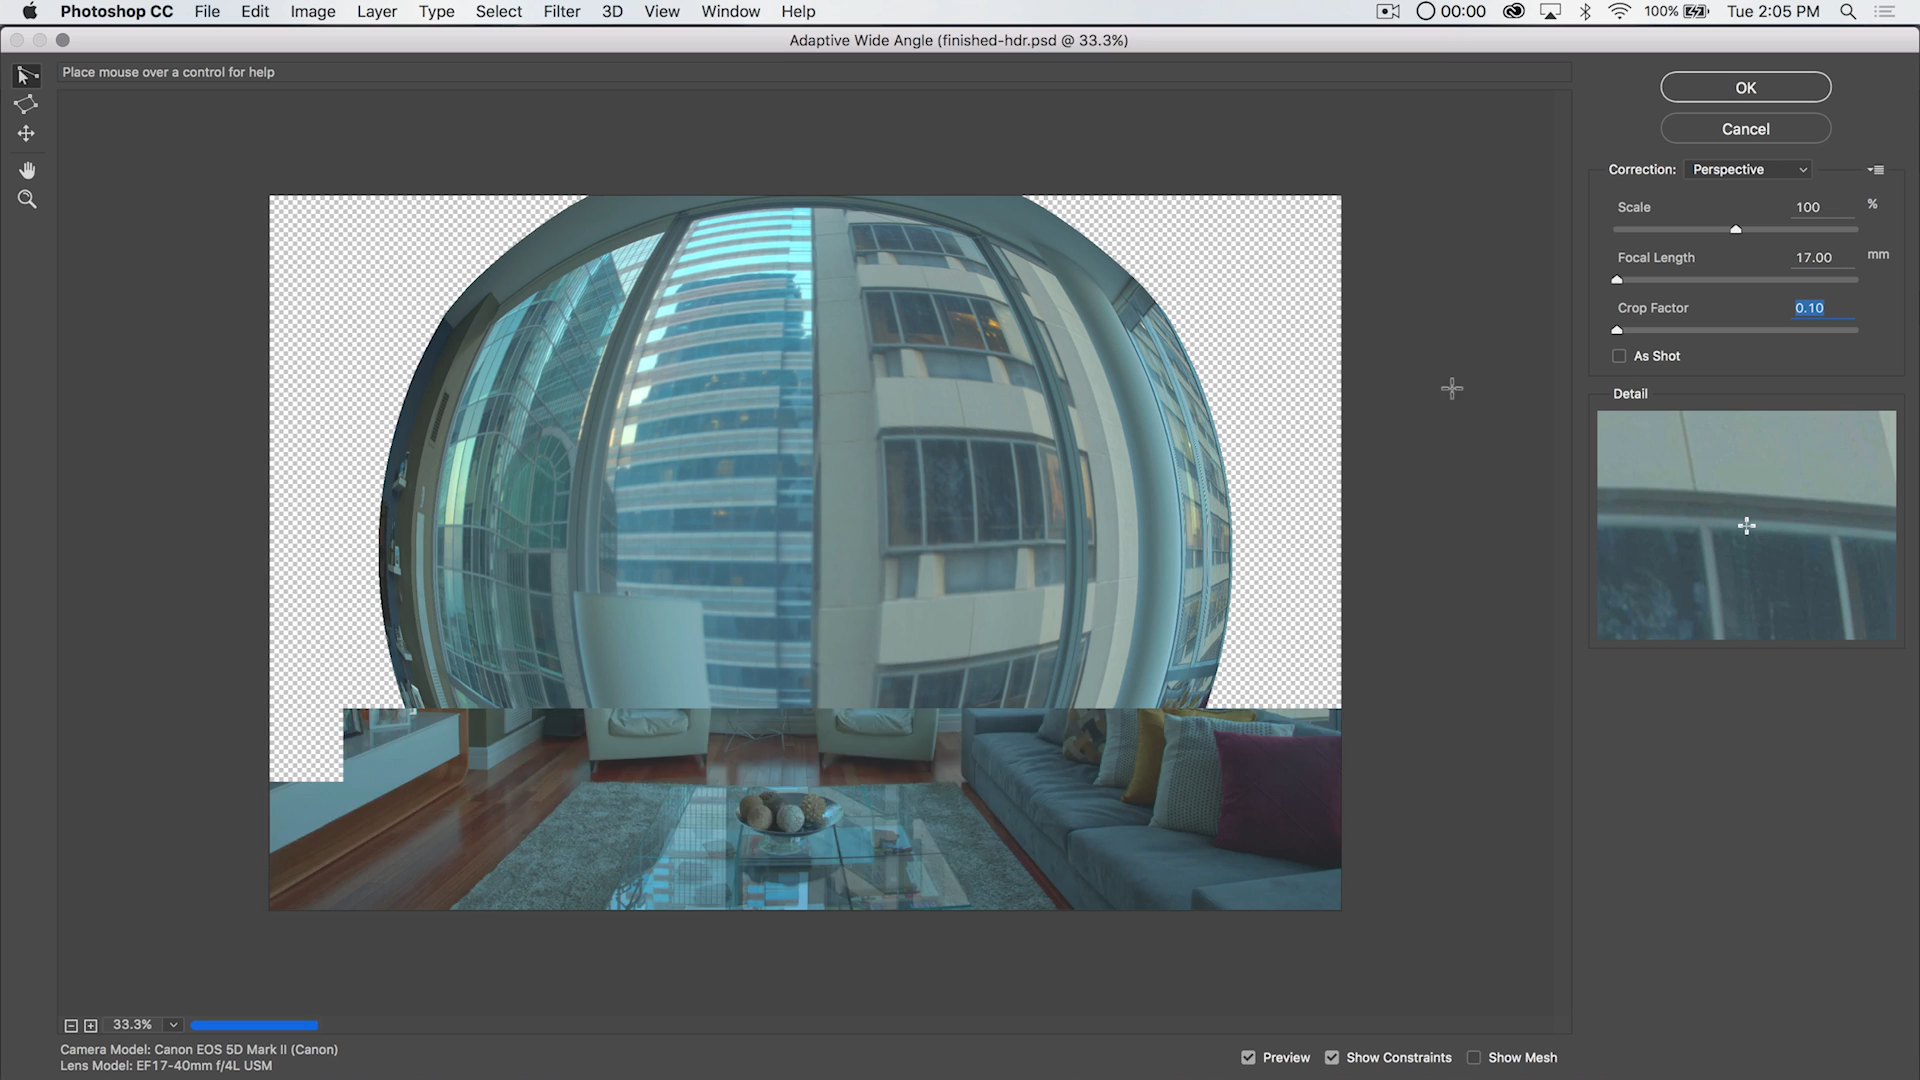 Photoshop CC File Edit Image Layer Type Select Filter 3D View Window Help 00:00 100% Tue 2:05 PM
Adaptive Wide Angle (finished-hdr.psd @ 33.3%)
Place mouse over a control for help
OK
Cancel
Correction: Perspective
Scale 100 %
Focal Length 17.00 mm
Crop Factor 0.10
As Shot
Detail
33.3%
Camera Model: Canon EOS 5D Mark II (Canon)
Lens Model: EF17-40mm f/4L USM
Preview Show Constraints Show Mesh